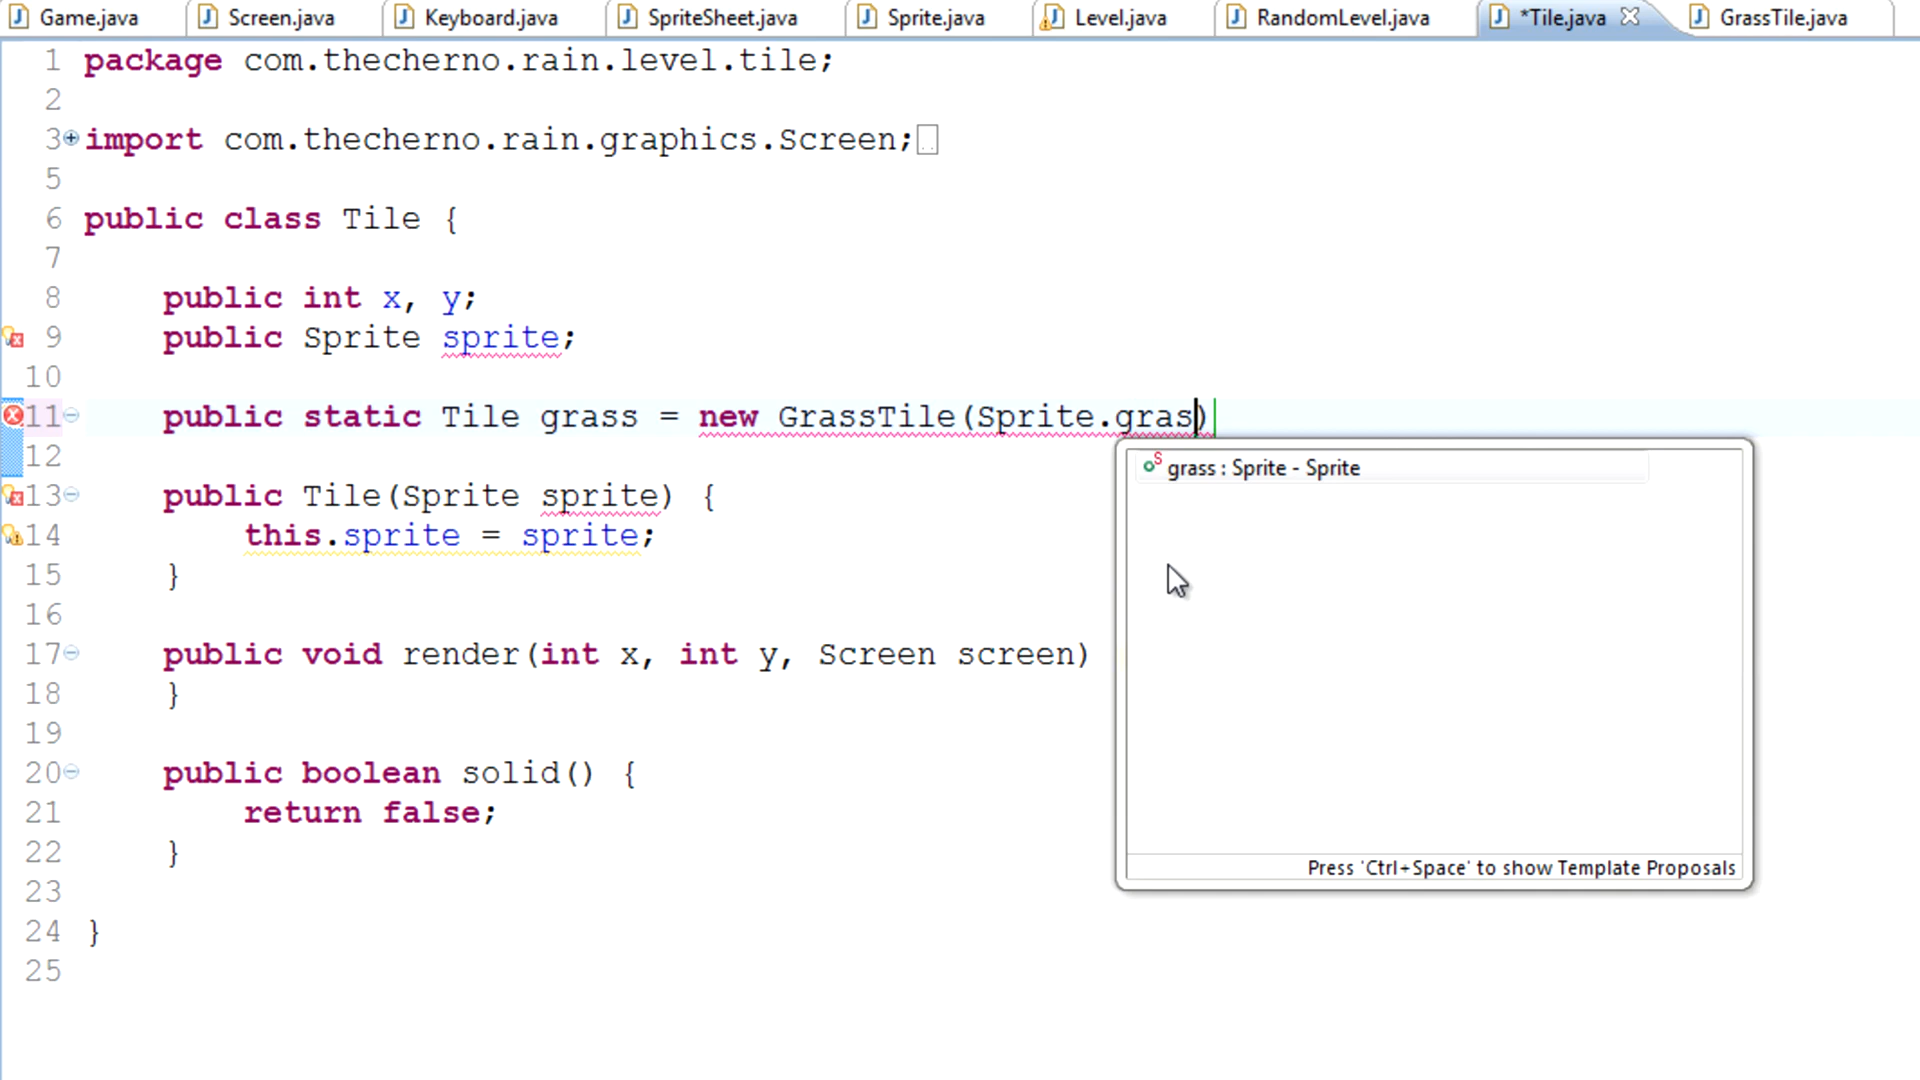 Game.java Screen.java Keyboard.java SpriteSheet.java Sprite.java Level.java RandomLevel.java *Tile.java GrassTile.java
1 package com.thecherno.rain.level.tile;
2
3 import com.thecherno.rain.graphics.Screen;
5
6 public class Tile {
7
8 public int x, y;
9 public Sprite sprite;
10
11 public static Tile grass = new GrassTile(Sprite.gras)
12
grass : Sprite - Sprite
13 public Tile(Sprite sprite) {
14 this.sprite = sprite;
15 }
16
17 public void render(int x, int y, Screen screen)
18 }
19
20 public boolean solid() {
21 return false;
22 }
Press 'Ctrl+Space' to show Template Proposals
23
24 }
25